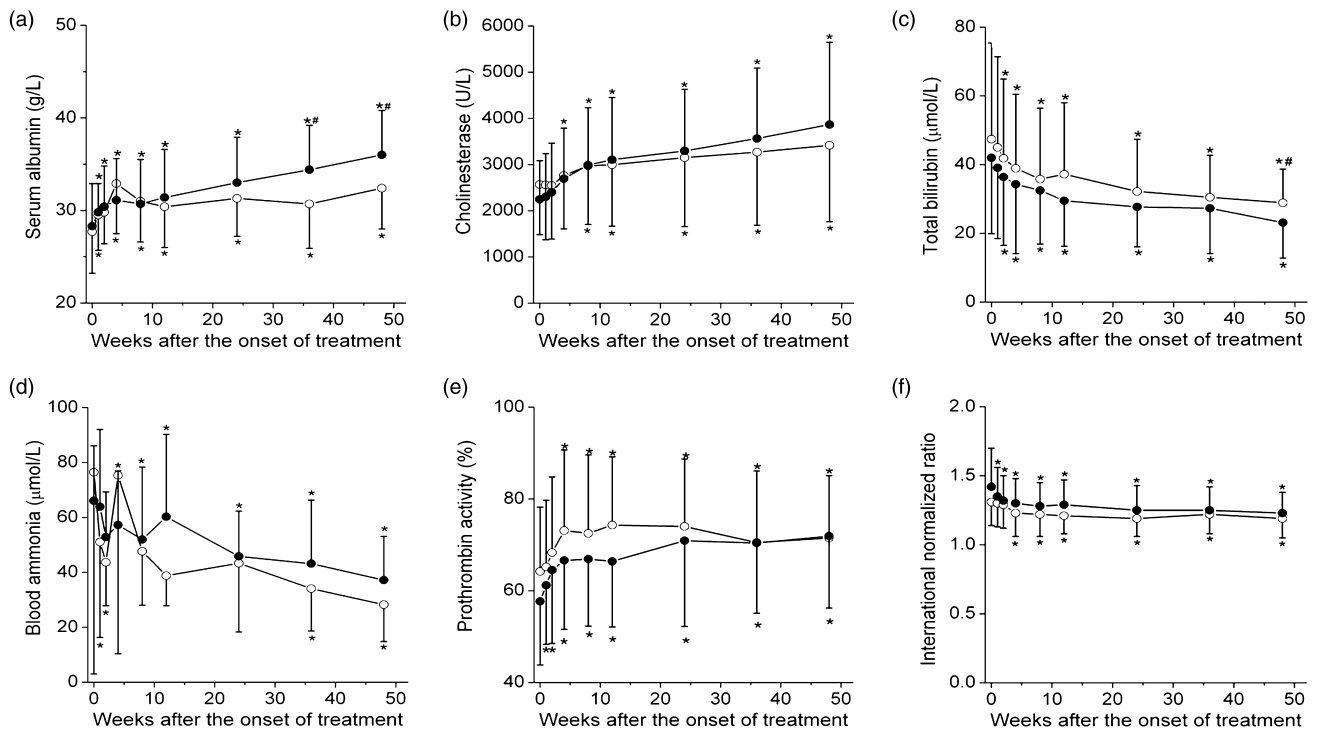 (a)
50
40
30
20
Serum albumin (g/L)
* * * * * * *# *#
* * * * * * *
0 10 20 30 40 50
Weeks after the onset of treatment
(b)
6000
5000
4000
3000
2000
1000
0
Cholinesterase (U/L)
* * * * * *
* * * * *
0 10 20 30 40 50
Weeks after the onset of treatment
(c)
80
60
40
20
0
Total bilirubin (μmol/L)
* * * * * * *#
* * * * * * *
0 10 20 30 40 50
Weeks after the onset of treatment
(d)
100
80
60
40
20
0
Blood ammonia (μmol/L)
* * * * *
* * * *
0 10 20 30 40 50
Weeks after the onset of treatment
(e)
100
80
60
40
Prothrombin activity (%)
* * * * * *
* * * * * * * *
0 10 20 30 40 50
Weeks after the onset of treatment
(f)
2.0
1.5
1.0
0.5
0.0
International normalized ratio
* * * * * * * *
* * * * * *
0 10 20 30 40 50
Weeks after the onset of treatment